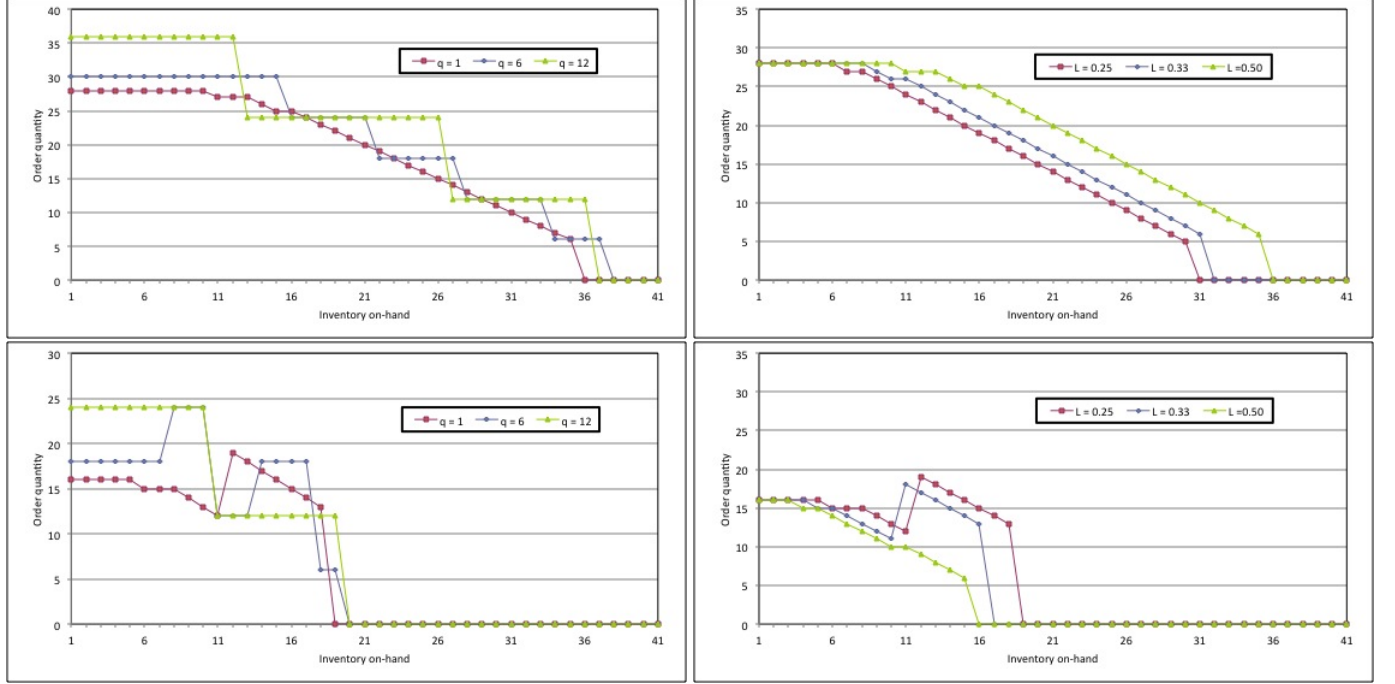 40
35
30
25
20
15
10
5
0
Order quantity
q = 1 q = 6 q = 12
1 6 11 16 21 26 31 36 41
Inventory on-hand
35
30
25
20
15
10
5
0
Order quantity
L = 0.25 L = 0.33 L =0.50
1 6 11 16 21 26 31 36 41
Inventory on-hand
30
25
20
15
10
5
0
Order quantity
q = 1 q = 6 q = 12
1 6 11 16 21 26 31 36 41
Inventory on-hand
35
30
25
20
15
10
5
0
Order quantity
L = 0.25 L = 0.33 L =0.50
1 6 11 16 21 26 31 36 41
Inventory on-hand